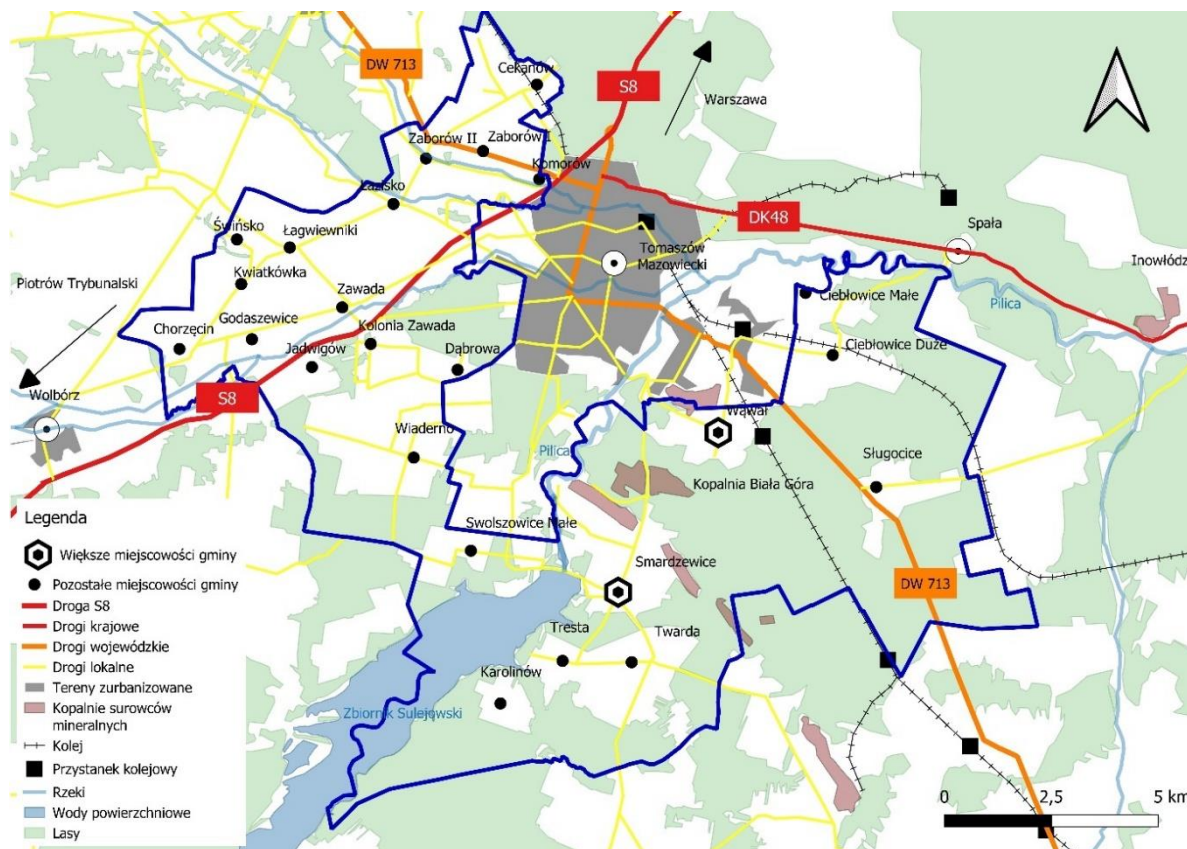 DW 713
Cekanów
S8
Warszawa
Zaborów II
Zaborów I
Komorów
Łazisko
DK48
Spała
Świńsko
Łagwiewniki
Tomaszów
Mazowiecki
Inowłódz
Kwiatkówka
Piotrów Trybunalski
Zawada
Ciebłowice Małe
Pilica
Chorzęcin
Godaszewice
Kolonia Zawada
Jadwigów
Dąbrowa
Ciebłowice Duże
Wolbórz
S8
Wąwał
Wiaderno
Pilica
Sługocice
Kopalnia Biała Góra
Swolszowice Małe
Smardzewice
DW 713
Tresta
Twarda
Karolinów
Zbiornik Sulejowski
Legenda
Większe miejscowości gminy
Pozostałe miejscowości gminy
Droga S8
Drogi krajowe
Drogi wojewódzkie
Drogi lokalne
Tereny zurbanizowane
Kopalnie surowców
mineralnych
Kolej
Przystanek kolejowy
Rzeki
Wody powierzchniowe
Lasy
0 2,5 5 km